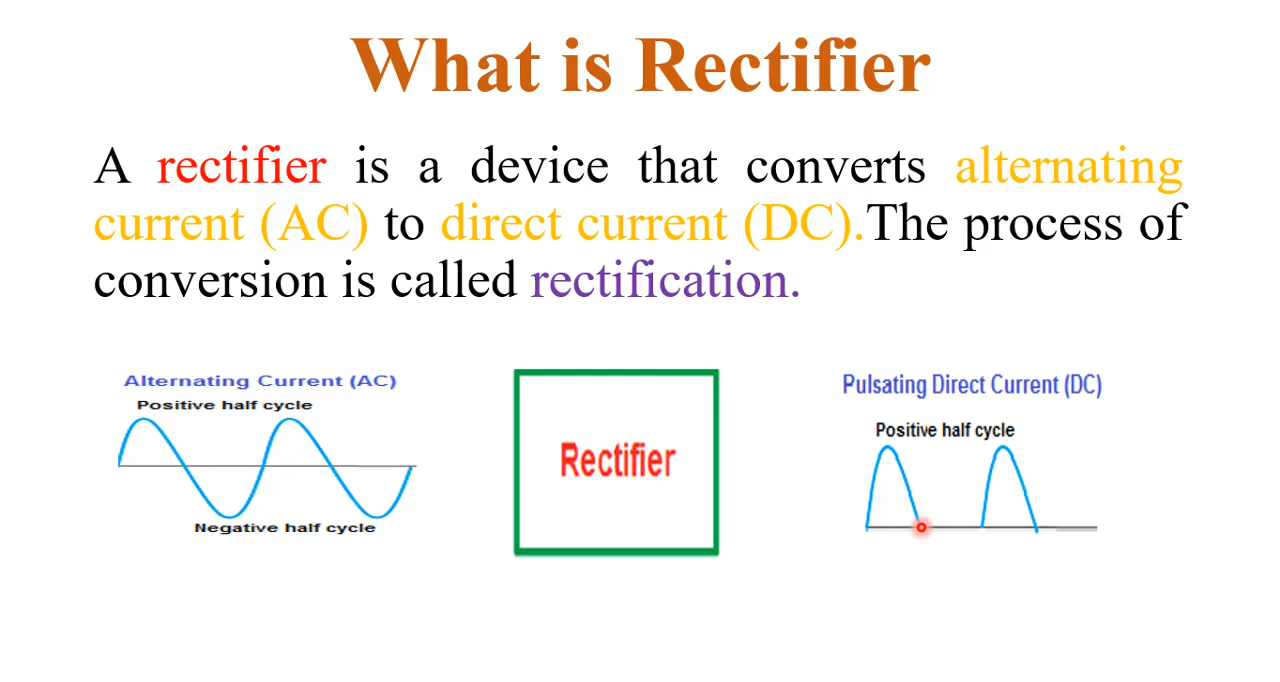 What is Rectifier
A rectifier is a device that converts alternating
current (AC) to direct current (DC).The process of
conversion is called rectification.
Alternating Current (AC)
Positive half cycle
Negative half cycle
Rectifier
Pulsating Direct Current (DC)
Positive half cycle